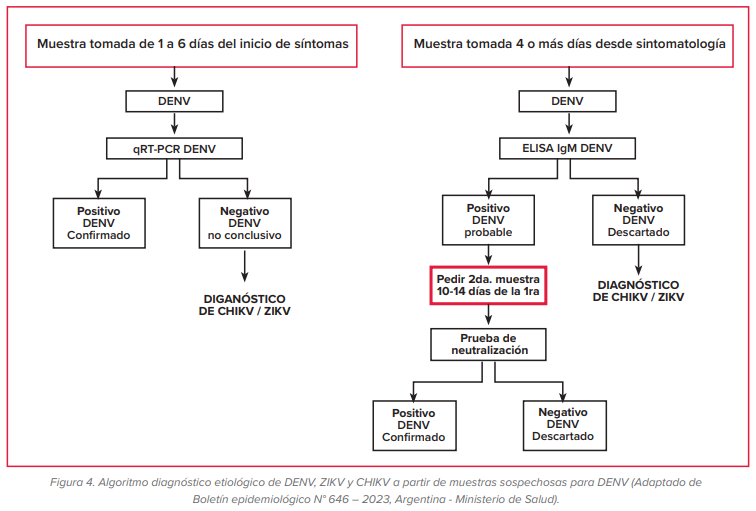 Muestra tomada de 1 a 6 días del inicio de síntomas
DENV
qRT-PCR DENV
Positivo
DENV
Confirmado
Negativo
DENV
no conclusivo
DIGANÓSTICO
DE CHIKV / ZIKV
Muestra tomada 4 o más días desde sintomatología
DENV
ELISA IgM DENV
Positivo
DENV
probable
Negativo
DENV
Descartado
Pedir 2da. muestra
10-14 días de la 1ra
DIAGNÓSTICO
DE CHIKV / ZIKV
Prueba de
neutralización
Positivo
DENV
Confirmado
Negativo
DENV
Descartado
Figura 4. Algoritmo diagnóstico etiológico de DENV, ZIKV y CHIKV a partir de muestras sospechosas para DENV (Adaptado de
Boletín epidemiológico N° 646 – 2023, Argentina - Ministerio de Salud).